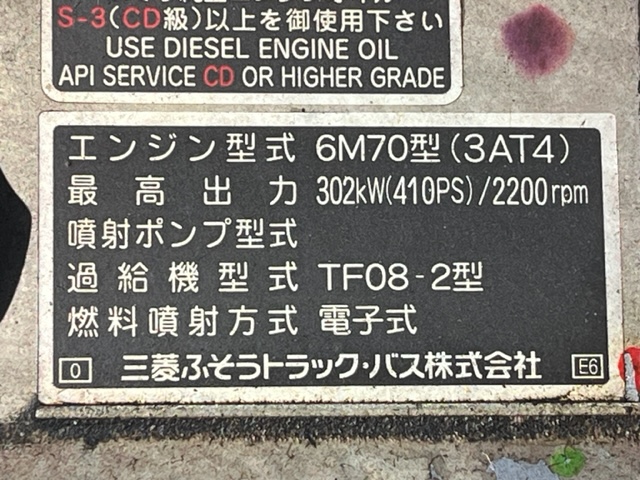 S-3(CD級)以上を御使用下さい
USE DIESEL ENGINE OIL
API SERVICE CD OR HIGHER GRADE
エンジン型式 6M70型(3AT4)
最高出力 302kW(410PS)/2200rpm
噴射ポンプ型式
過給機型式 TF08-2型
燃料噴射方式 電子式
0 三菱ふそうトラック・バス株式会社 E6